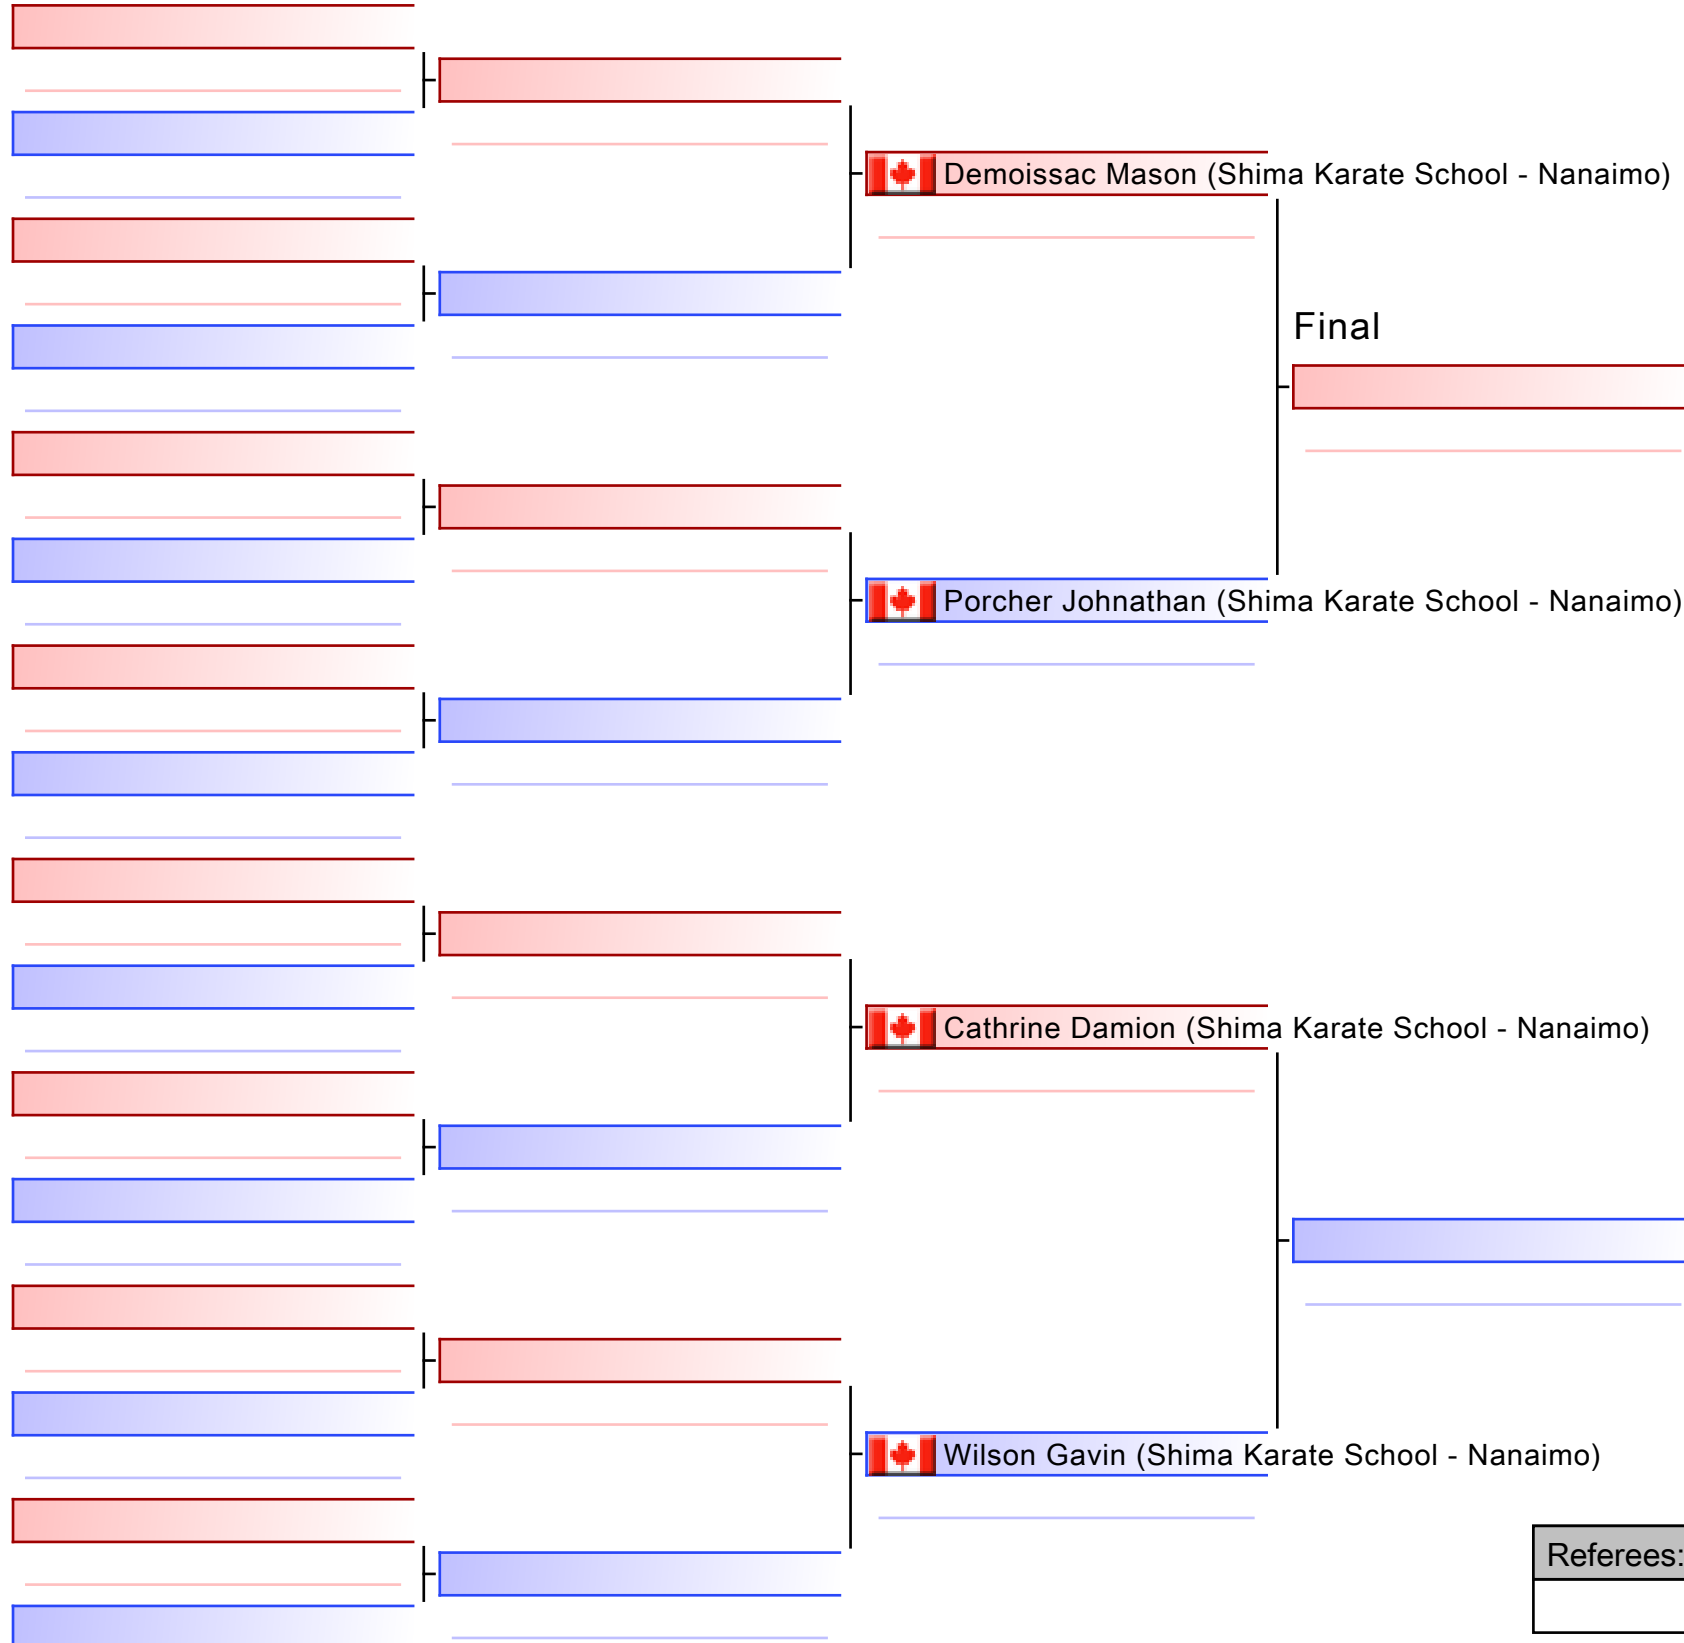 Demoissac Mason (Shima Karate School - Nanaimo)
Final
Porcher Johnathan (Shima Karate School - Nanaimo)
Cathrine Damion (Shima Karate School - Nanaimo)
Wilson Gavin (Shima Karate School - Nanaimo)
Referees: